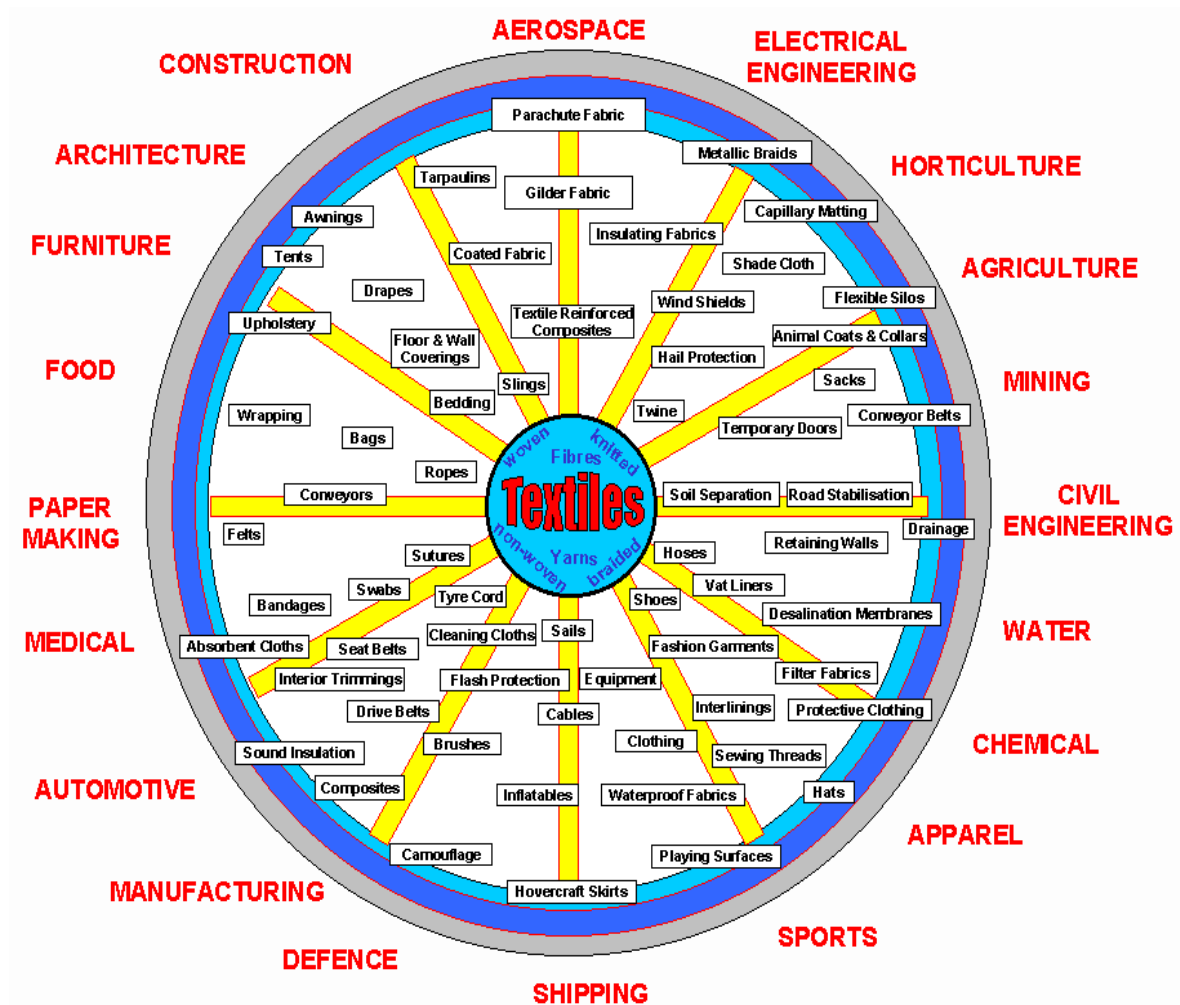 AEROSPACE
ELECTRICAL
ENGINEERING
CONSTRUCTION
ARCHITECTURE
HORTICULTURE
FURNITURE
AGRICULTURE
FOOD
MINING
PAPER
MAKING
CIVIL
ENGINEERING
MEDICAL
WATER
AUTOMOTIVE
CHEMICAL
MANUFACTURING
APPAREL
DEFENCE
SPORTS
SHIPPING
Parachute Fabric
Metallic Braids
Tarpaulins
Gilder Fabric
Awnings
Capillary Matting
Insulating Fabrics
Tents
Coated Fabric
Shade Cloth
Drapes
Flexible Silos
Wind Shields
Upholstery
Textile Reinforced
Composites
Animal Coats & Collars
Floor & Wall
Coverings
Hail Protection
Slings
Sacks
Bedding
Twine
Wrapping
Conveyor Belts
Temporary Doors
Bags
Ropes
Conveyors
Soil Separation
Road Stabilisation
Felts
Drainage
Retaining Walls
Sutures
Hoses
Swabs
Vat Liners
Bandages
Tyre Cord
Shoes
Desalination Membranes
Absorbent Cloths
Seat Belts
Cleaning Cloths
Sails
Fashion Garments
Interior Trimmings
Flash Protection
Equipment
Filter Fabrics
Drive Belts
Cables
Interlinings
Protective Clothing
Sound Insulation
Brushes
Clothing
Sewing Threads
Composites
Inflatables
Waterproof Fabrics
Hats
Camouflage
Playing Surfaces
Hovercraft Skirts
woven
knitted
Fibres
Textiles
non-woven
Yarns
braided